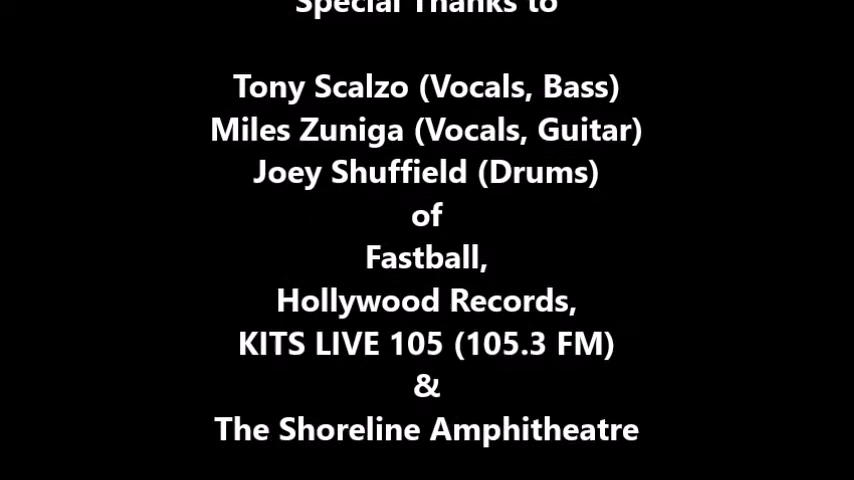 Special Thanks to
Tony Scalzo (Vocals, Bass)
Miles Zuniga (Vocals, Guitar)
Joey Shuffield (Drums)
of
Fastball,
Hollywood Records,
KITS LIVE 105 (105.3 FM)
&
The Shoreline Amphitheatre